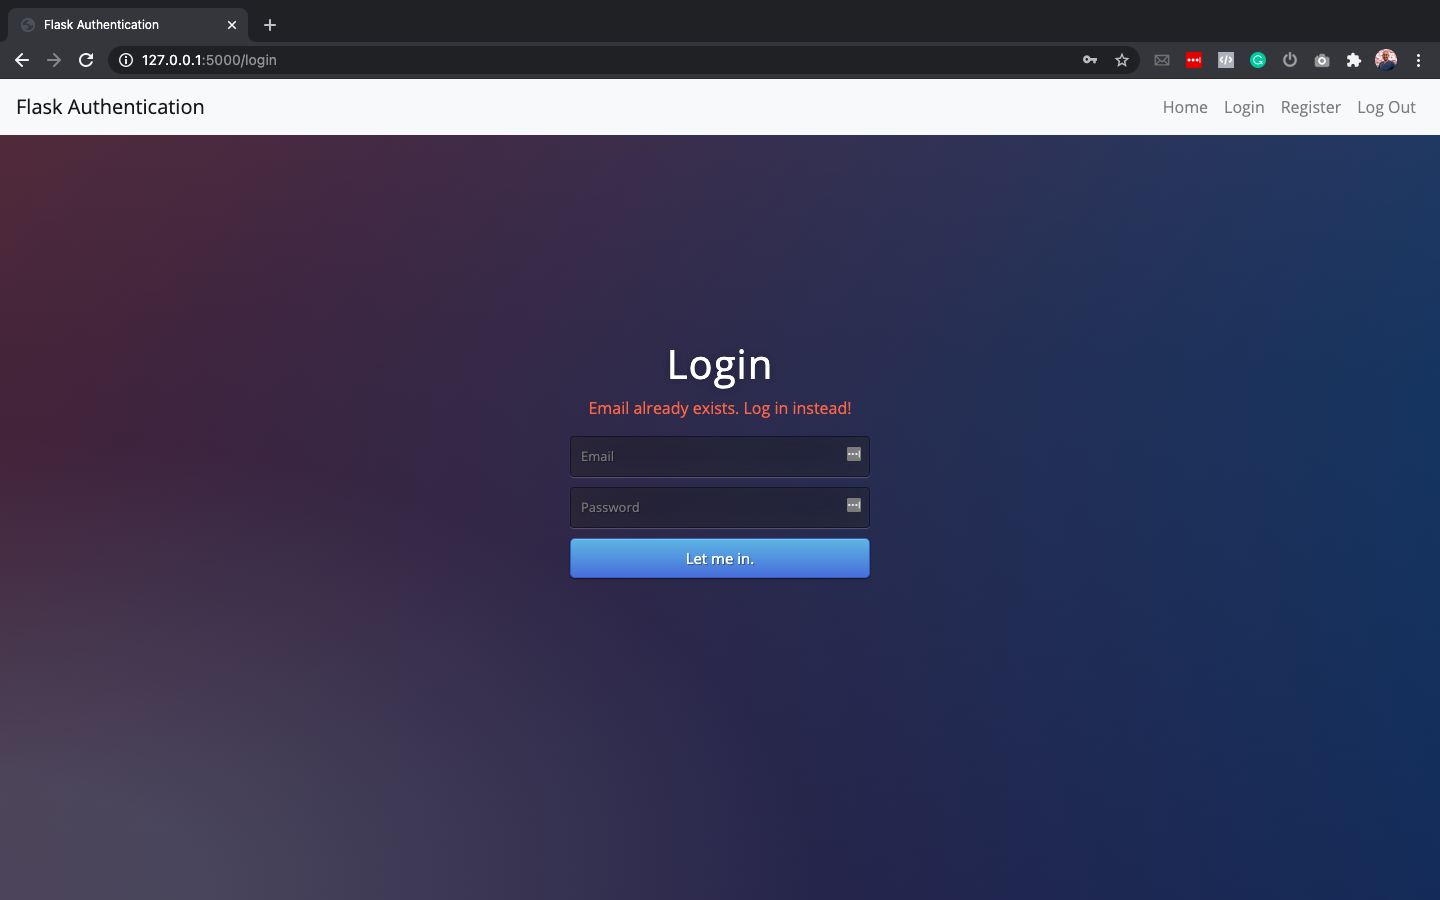 Flask Authentication
127.0.0.1:5000/login
Flask Authentication
Home Login Register Log Out
Login
Email already exists. Log in instead!
Email
Password
Let me in.